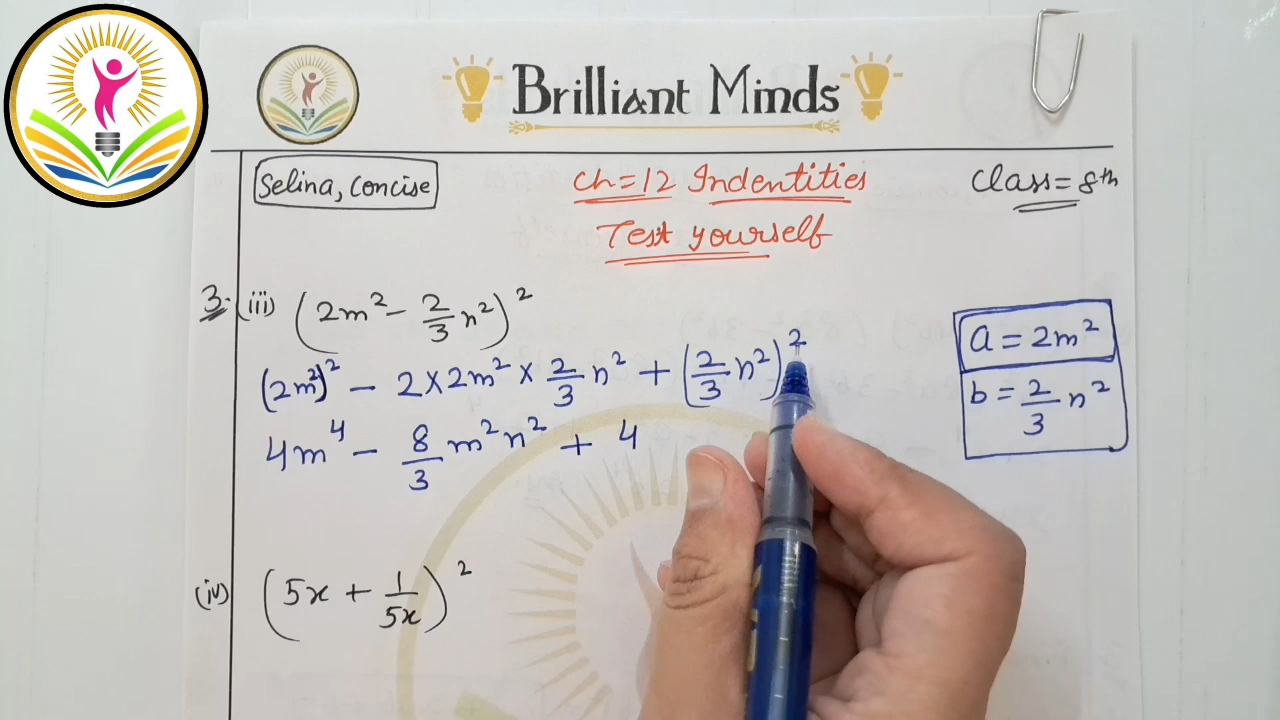 Brilliant Minds
Selina, Concise
Ch=12 Indentities
Class=8th
Test yourself
3. (iii) (2m² - 2/3 n²)²
a = 2m²
(2m²)² - 2×2m² × 2/3 n² + (2/3 n²)²
b = 2/3 n²
4m⁴ - 8/3 m²n² + 4
(iv) (5x + 1/5x)²